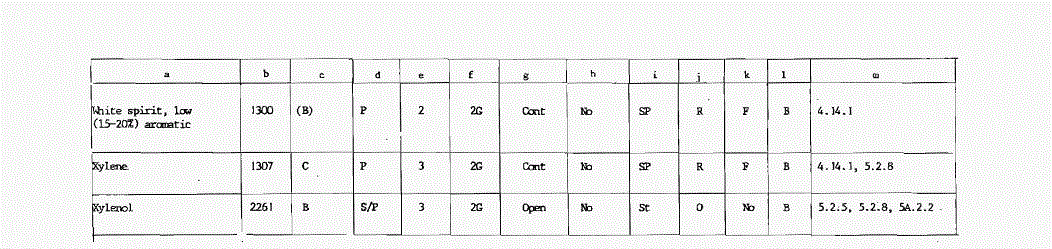 a b c d e f g h i j k l m
White spirit, low 1300 (B) P 2 2G Cont No SP R F B 4.14.1
(15-20%) aromatic
Xylene 1307 C P 3 2G Cont No SP R F B 4.14.1, 5.2.8
Xylenol 2261 B S/P 3 2G Open No St O No B 5.2.5, 5.2.8, 5A.2.2